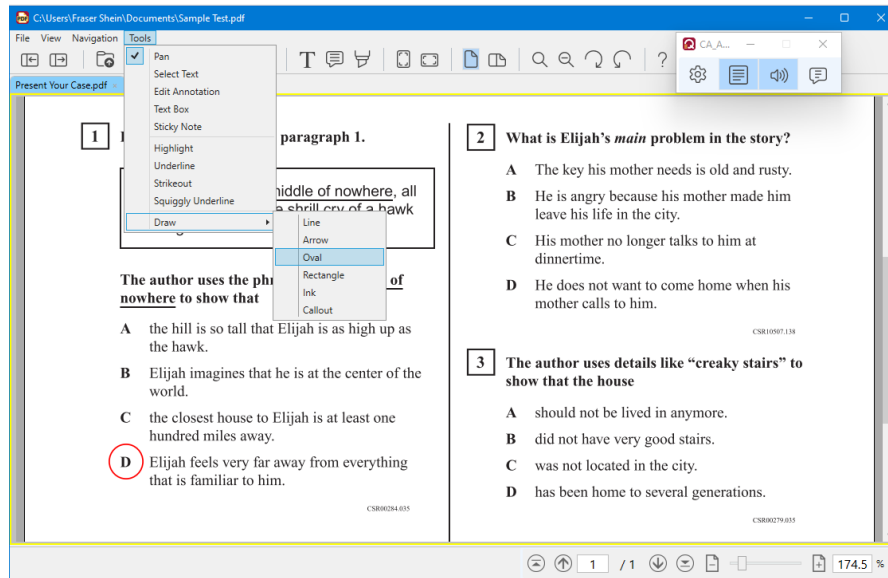 C:\Users\Fraser Shein\Documents\Sample Test.pdf
File View Navigation Tools
CA_A...
T
?
Present Your Case.pdf
Pan
Select Text
Edit Annotation
Text Box
Sticky Note
Highlight
Underline
Strikeout
Squiggly Underline
Draw
Line
Arrow
Oval
Rectangle
Ink
Callout
1 paragraph 1.
middle of nowhere, all
shrill cry of a hawk
The author uses the of
nowhere to show that
A the hill is so tall that Elijah is as high up as
the hawk.
B Elijah imagines that he is at the center of the
world.
C the closest house to Elijah is at least one
hundred miles away.
D Elijah feels very far away from everything
that is familiar to him.
CSR00284.035
2 What is Elijah's main problem in the story?
A The key his mother needs is old and rusty.
B He is angry because his mother made him
leave his life in the city.
C His mother no longer talks to him at
dinnertime.
D He does not want to come home when his
mother calls to him.
CSR10507.138
3 The author uses details like “creaky stairs” to
show that the house
A should not be lived in anymore.
B did not have very good stairs.
C was not located in the city.
D has been home to several generations.
CSR00279.035
1 / 1 174.5 %